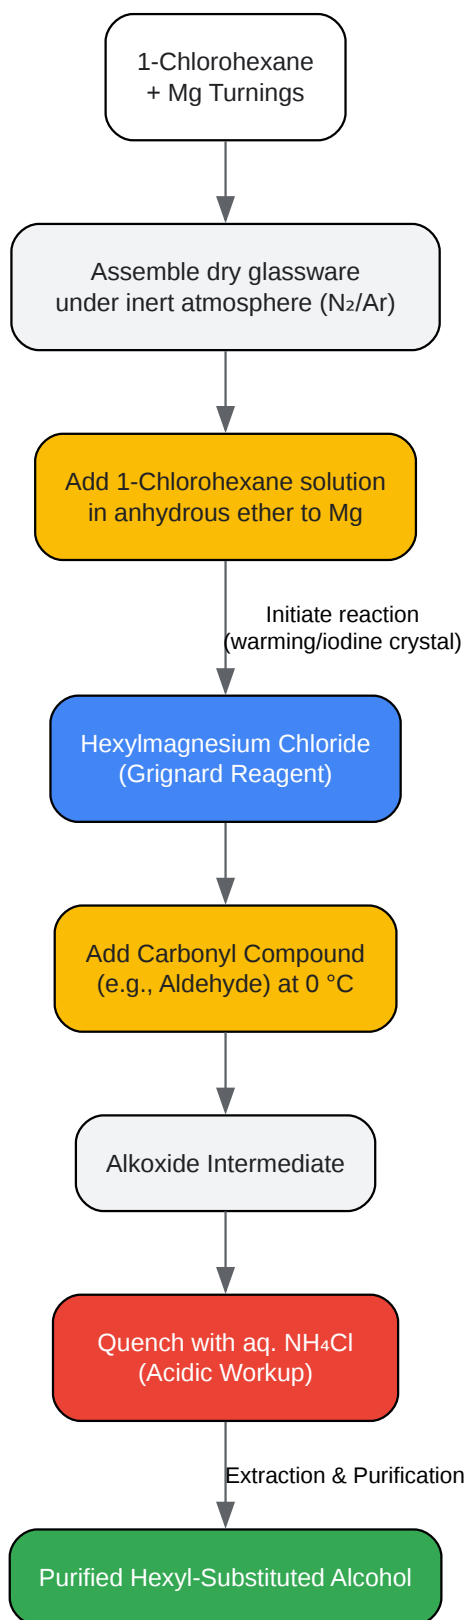 1-Chlorohexane
+ Mg Turnings
Assemble dry glassware
under inert atmosphere (N₂/Ar)
Add 1-Chlorohexane solution
in anhydrous ether to Mg
Initiate reaction
(warming/iodine crystal)
Hexylmagnesium Chloride
(Grignard Reagent)
Add Carbonyl Compound
(e.g., Aldehyde) at 0 °C
Alkoxide Intermediate
Quench with aq. NH₄Cl
(Acidic Workup)
Extraction & Purification
Purified Hexyl-Substituted Alcohol